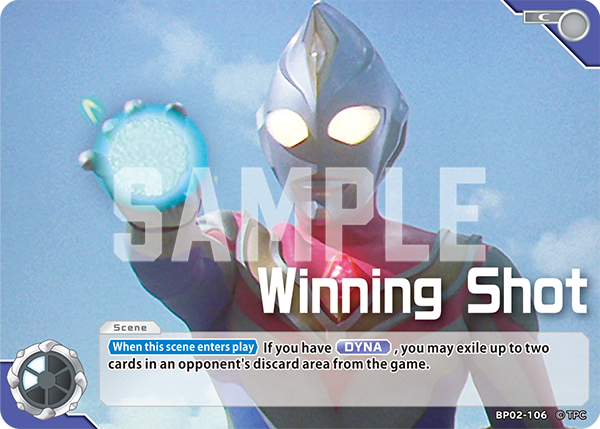 C
SAMPLE
Winning Shot
Scene
When this scene enters play If you have DYNA , you may exile up to two
cards in an opponent's discard area from the game.
BP02-106 © TPC